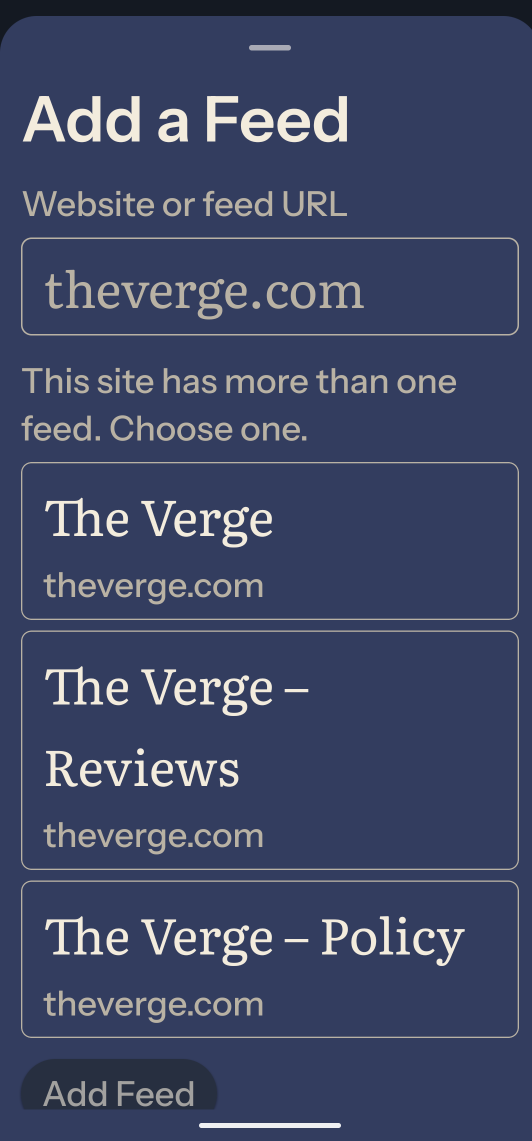 Add a Feed
Website or feed URL
theverge.com
This site has more than one
feed. Choose one.
The Verge
theverge.com
The Verge –
Reviews
theverge.com
The Verge – Policy
theverge.com
Add Feed